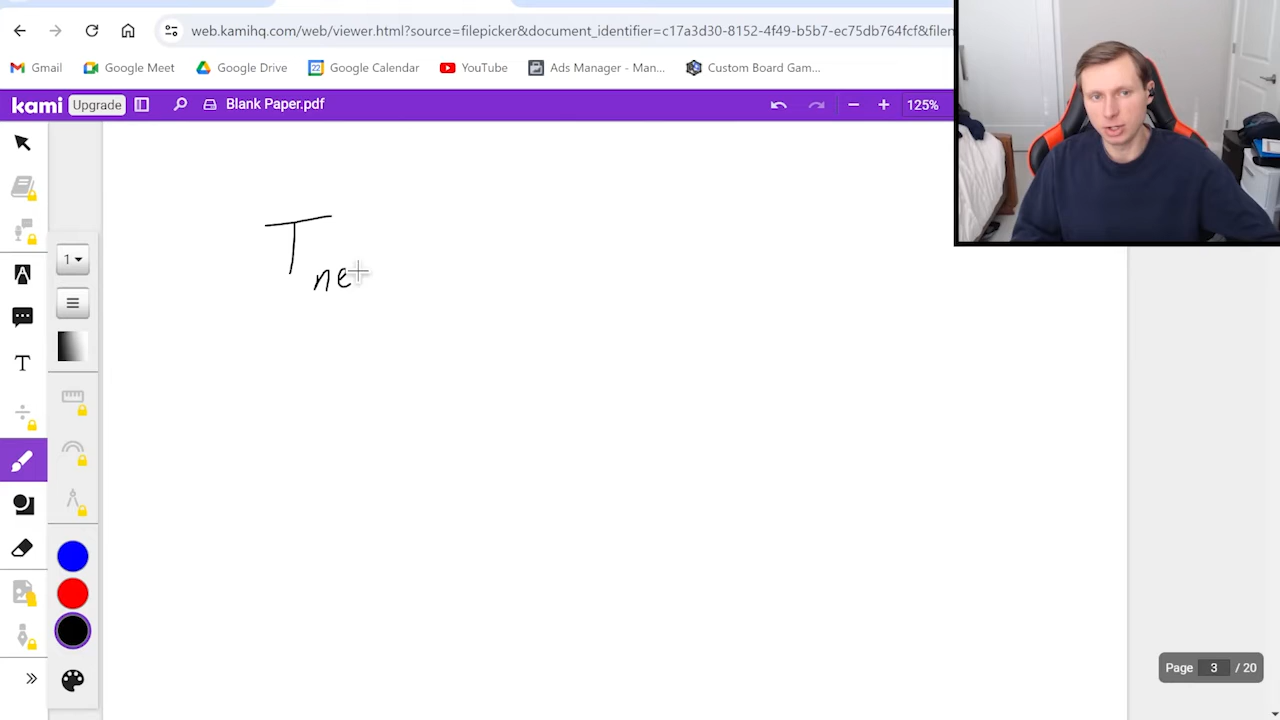 web.kamihq.com/web/viewer.html?source=filepicker&document_identifier=c17a3d30-8152-4f49-b5b7-ec75db764fcf&filen
Gmail Google Meet Google Drive 22 Google Calendar YouTube Ads Manager - Man... Custom Board Gam...
kami Upgrade Blank Paper.pdf 125%
1
T
T ne
Page 3 / 20